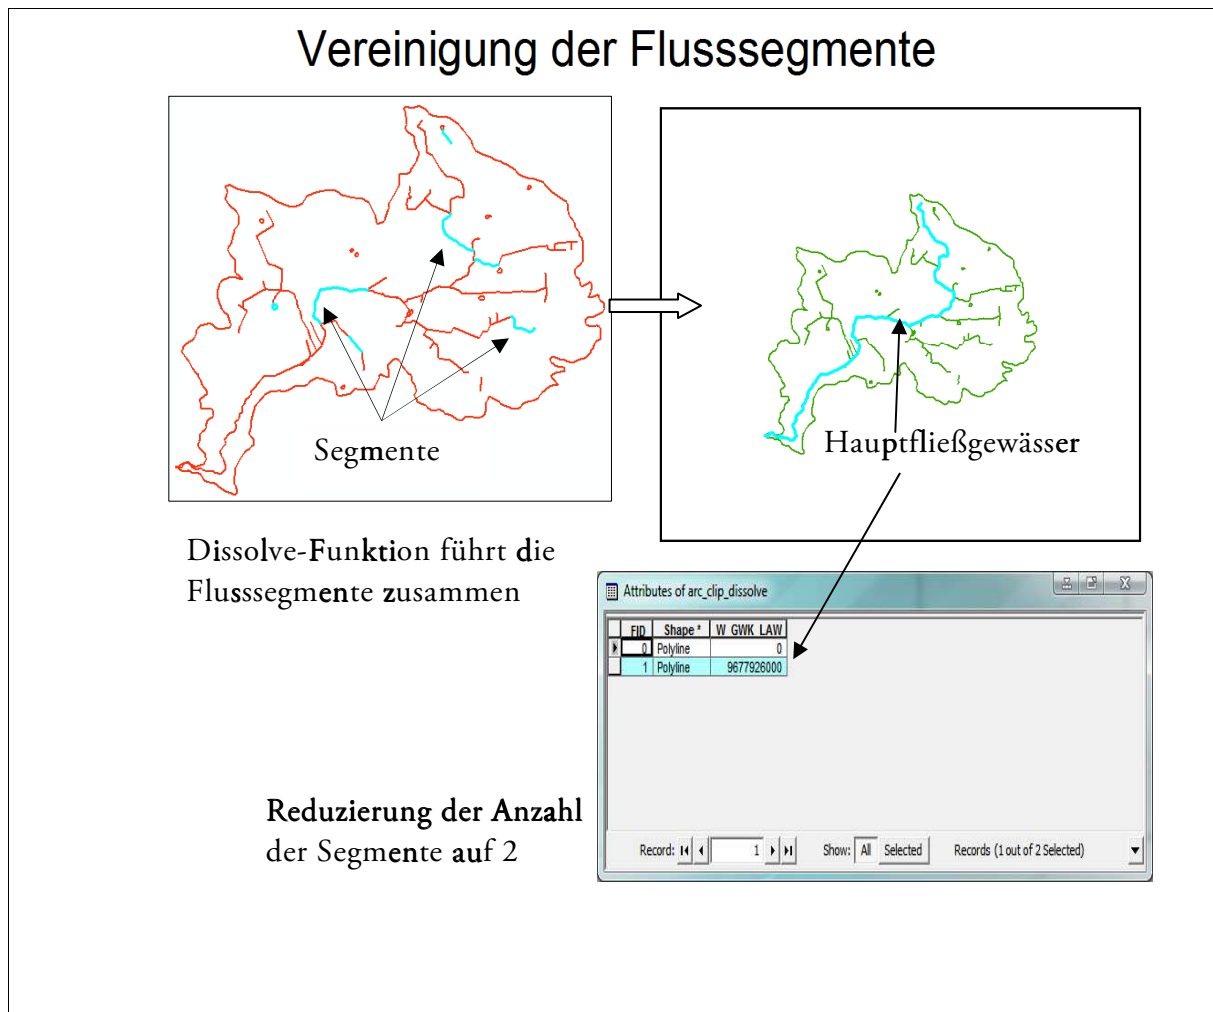 Vereinigung der Flusssegmente
Segmente
Hauptfließgewässer
Dissolve-Funktion führt die
Flusssegmente zusammen
Attributes of arc_clip_dissolve
FID Shape * W_GWK_LAW
0 Polyline 0
1 Polyline 9677926000
Reduzierung der Anzahl
der Segmente auf 2
Record: 1 Show: All Selected Records (1 out of 2 Selected)